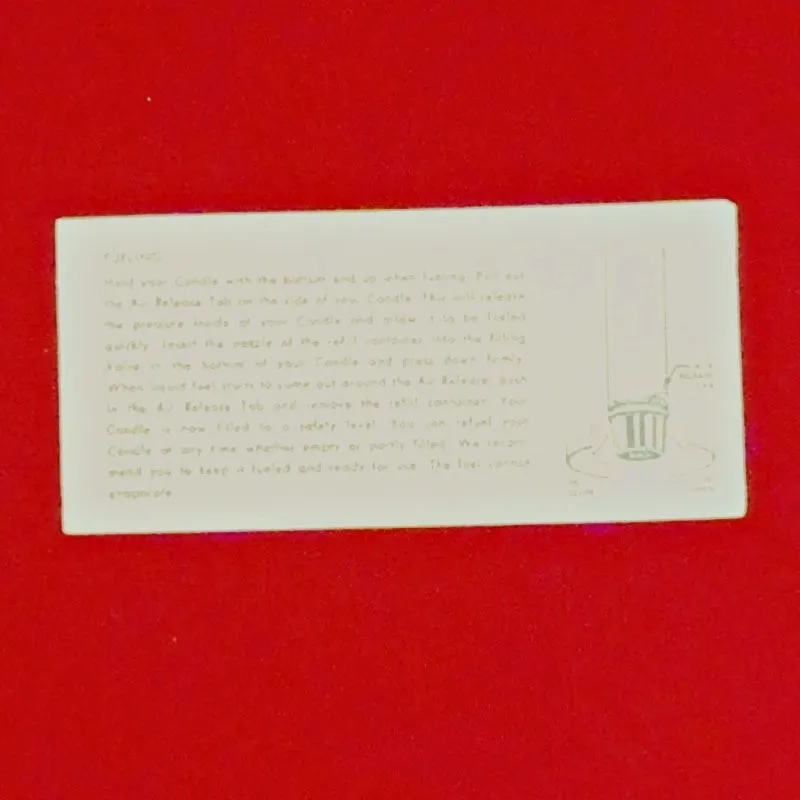 FUELING
Hold your Candle with the bottom end up when fueling. Pull out
the Air Release Tab on the side of your Candle. This will release
the pressure inside of your Candle and allow it to be fueled
quickly. Insert the nozzle of the refill container into the filling
valve in the bottom of your Candle and press down firmly.
When liquid fuel starts to come out around the Air Release, push
in the Air Release Tab and remove the refill container. Your
Candle is now filled to a safety level. You can refuel your
Candle at any time whether empty or partly filled. We recom-
mend you to keep it fueled and ready for use. The fuel cannot
evaporate.
AIR
RELEASE
TAB